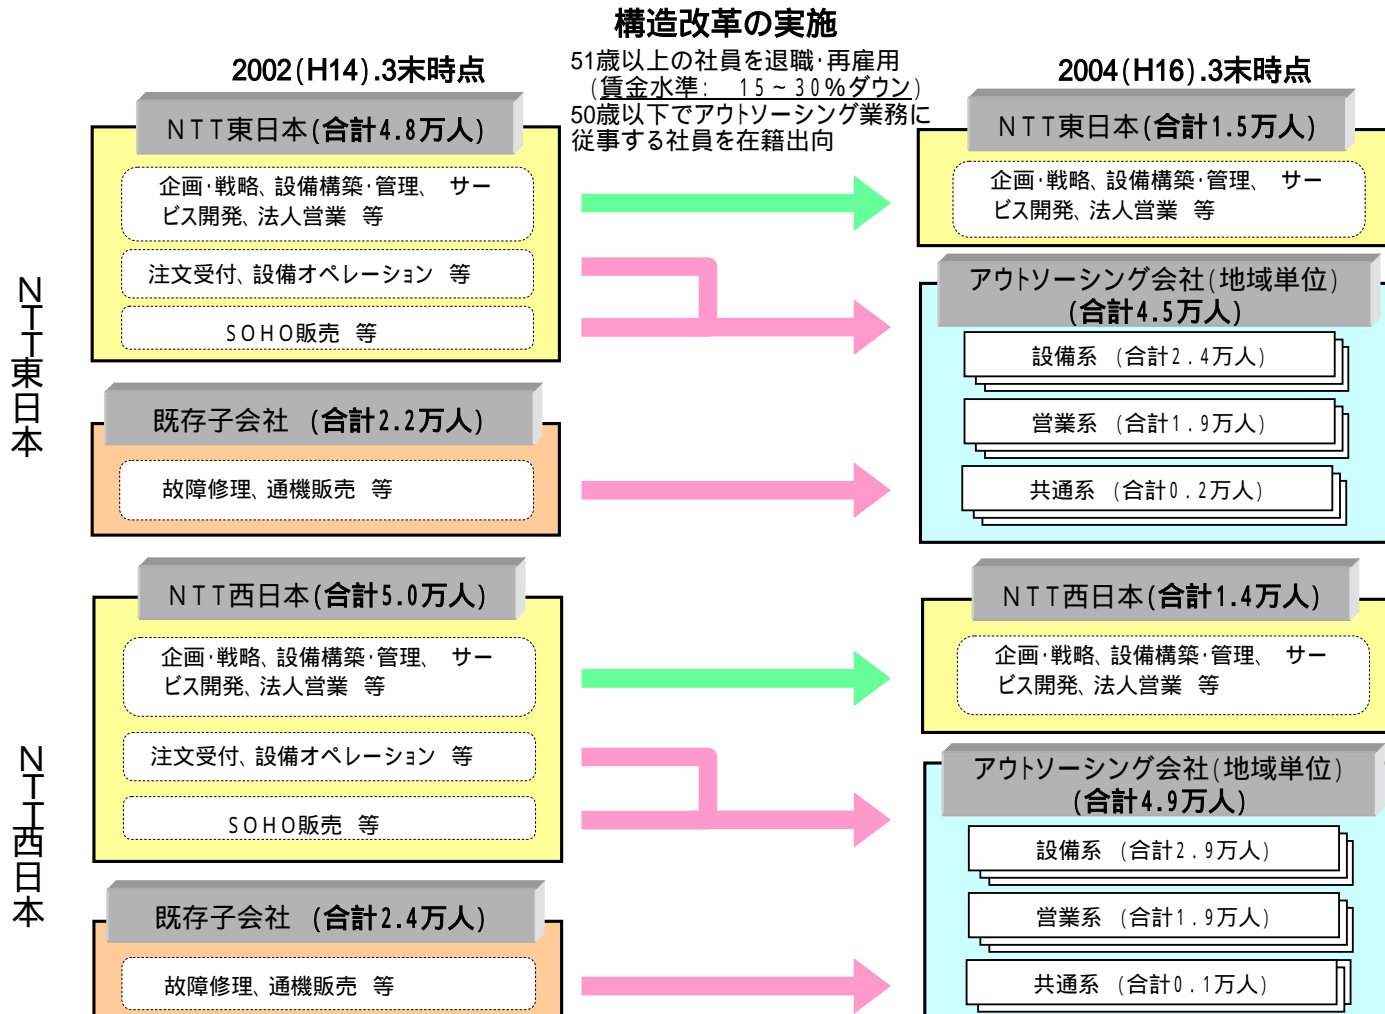 構造改革の実施
51歳以上の社員を退職・再雇用
(賃金水準: 15~30%ダウン)
50歳以下でアウトソーシング業務に
従事する社員を在籍出向
2002(H14).3末時点
2004(H16).3末時点
NTT東日本
NTT東日本(合計4.8万人)
企画・戦略、設備構築・管理、 サー
ビス開発、法人営業 等
注文受付、設備オペレーション 等
SOHO販売 等
既存子会社 (合計2.2万人)
故障修理、通機販売 等
NTT東日本(合計1.5万人)
企画・戦略、設備構築・管理、 サー
ビス開発、法人営業 等
アウトソーシング会社(地域単位)
(合計4.5万人)
設備系 (合計2.4万人)
営業系 (合計1.9万人)
共通系 (合計0.2万人)
NTT西日本
NTT西日本(合計5.0万人)
企画・戦略、設備構築・管理、 サー
ビス開発、法人営業 等
注文受付、設備オペレーション 等
SOHO販売 等
既存子会社 (合計2.4万人)
故障修理、通機販売 等
NTT西日本(合計1.4万人)
企画・戦略、設備構築・管理、 サー
ビス開発、法人営業 等
アウトソーシング会社(地域単位)
(合計4.9万人)
設備系 (合計2.9万人)
営業系 (合計1.9万人)
共通系 (合計0.1万人)